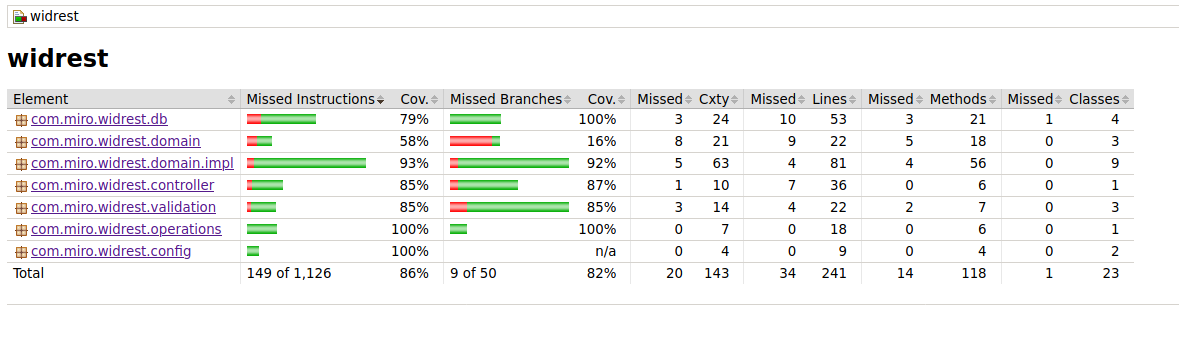 widrest
widrest
Element Missed Instructions Cov. Missed Branches Cov. Missed Cxty Missed Lines Missed Methods Missed Classes
com.miro.widrest.db 79% 100% 3 24 10 53 3 21 1 4
com.miro.widrest.domain 58% 16% 8 21 9 22 5 18 0 3
com.miro.widrest.domain.impl 93% 92% 5 63 4 81 4 56 0 9
com.miro.widrest.controller 85% 87% 1 10 7 36 0 6 0 1
com.miro.widrest.validation 85% 85% 3 14 4 22 2 7 0 3
com.miro.widrest.operations 100% 100% 0 7 0 18 0 6 0 1
com.miro.widrest.config 100% n/a 0 4 0 9 0 4 0 2
Total 149 of 1,126 86% 9 of 50 82% 20 143 34 241 14 118 1 23